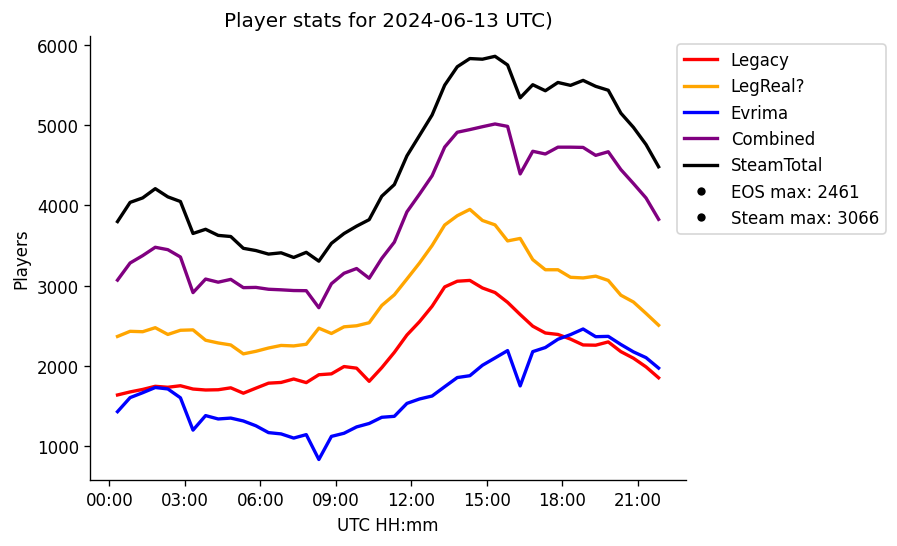 Player stats for 2024-06-13 UTC)
6000
5000
4000
3000
2000
1000
Players
00:00 03:00 06:00 09:00 12:00 15:00 18:00 21:00
UTC HH:mm
Legacy
LegReal?
Evrima
Combined
SteamTotal
EOS max: 2461
Steam max: 3066